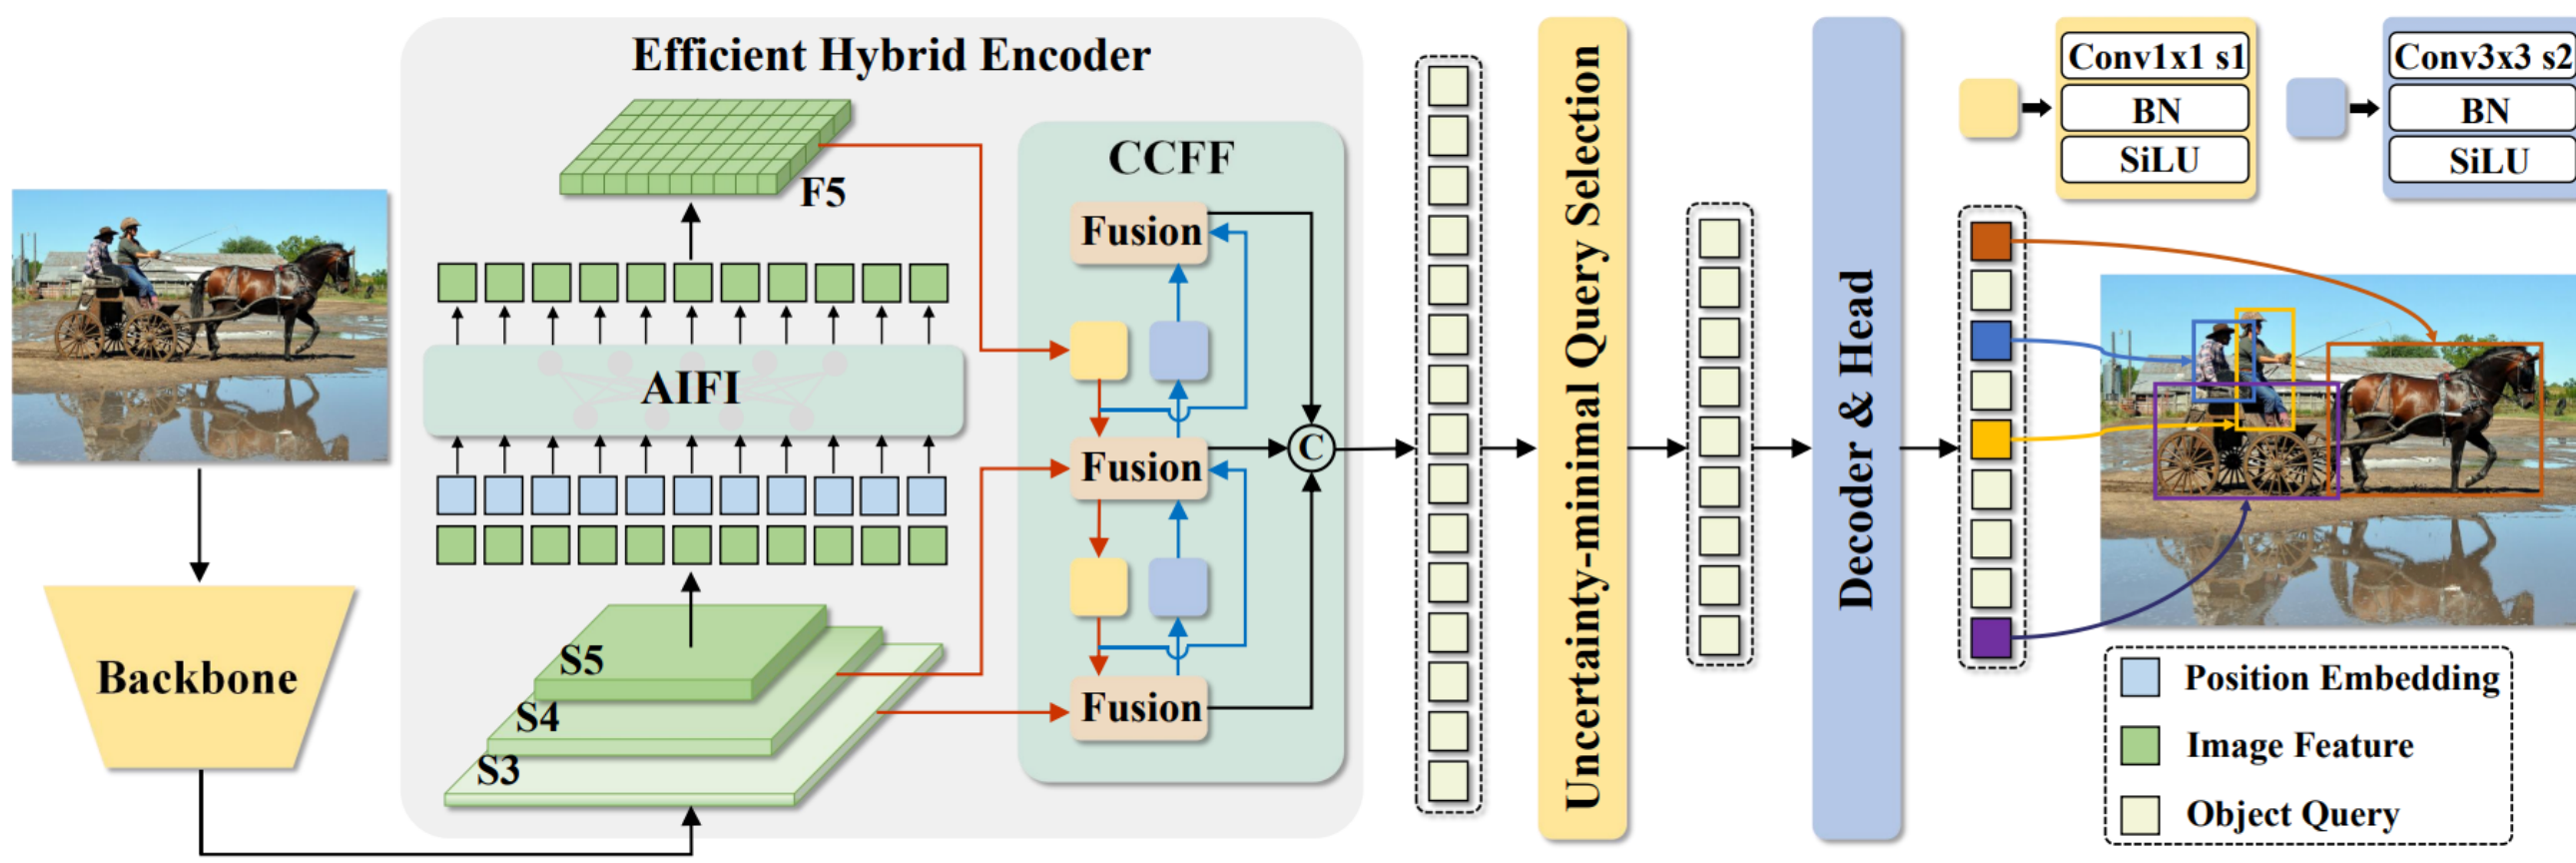 Efficient Hybrid Encoder
F5
AIFI
S5
S4
S3
Backbone
CCFF
Fusion
Fusion
Fusion
C
Uncertainty-minimal Query Selection
Decoder & Head
Conv1x1 s1
BN
SiLU
Conv3x3 s2
BN
SiLU
Position Embedding
Image Feature
Object Query